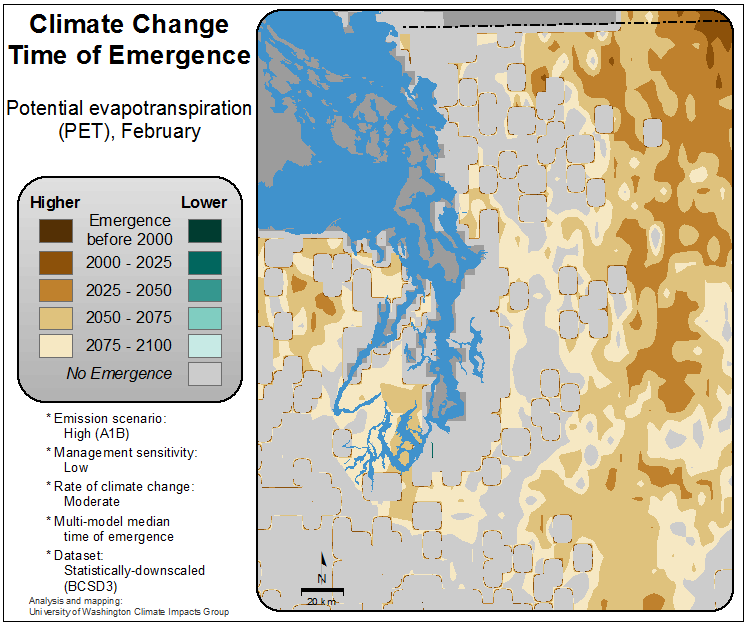 Climate Change
Time of Emergence
Potential evapotranspiration
(PET), February
Higher Lower
Emergence
before 2000
2000 - 2025
2025 - 2050
2050 - 2075
2075 - 2100
No Emergence
* Emission scenario:
High (A1B)
* Management sensitivity:
Low
* Rate of climate change:
Moderate
* Multi-model median
time of emergence
* Dataset:
Statistically-downscaled
(BCSD3)
Analysis and mapping:
University of Washington Climate Impacts Group
N
20 km